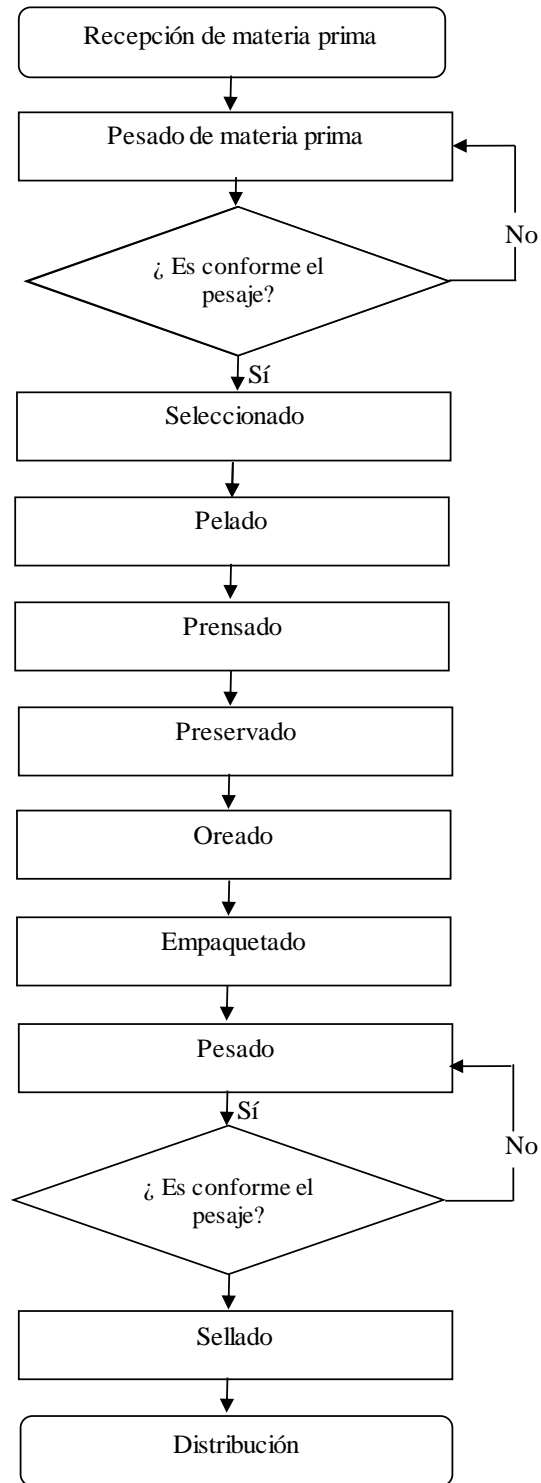 Recepción de materia prima
Pesado de materia prima
No
¿ Es conforme el
pesaje?
Sí
Seleccionado
Pelado
Prensado
Preservado
Oreado
Empaquetado
Pesado
Sí
No
¿ Es conforme el
pesaje?
Sellado
Distribución